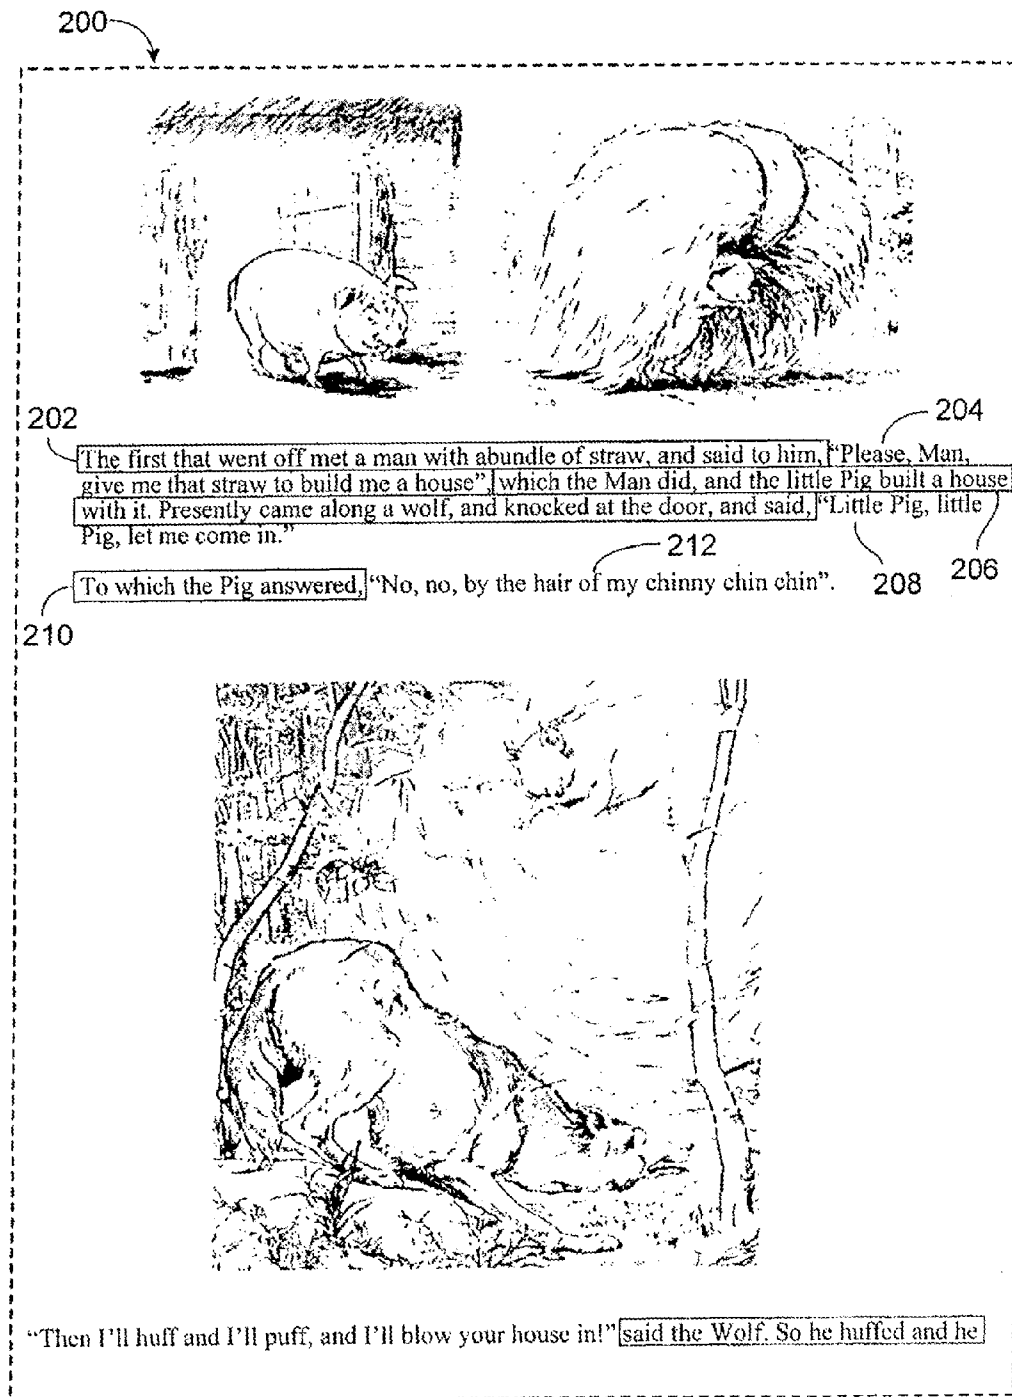 200
202
204
The first that went off met a man with abundle of straw, and said to him, “Please, Man,
give me that straw to build me a house”, which the Man did, and the little Pig built a house
with it. Presently came along a wolf, and knocked at the door, and said, “Little Pig, little
Pig, let me come in.”
212
208
206
To which the Pig answered, “No, no, by the hair of my chinny chin chin”.
210
“Then I’ll huff and I’ll puff, and I’ll blow your house in!” said the Wolf. So he huffed and he